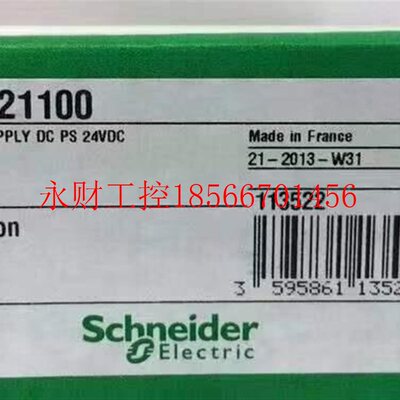 21100
PPLY DC PS 24VDC
Made in France
21-2013-W31
永财工控18566701456
113522
on
3 595861 1352
Schneider
Electric